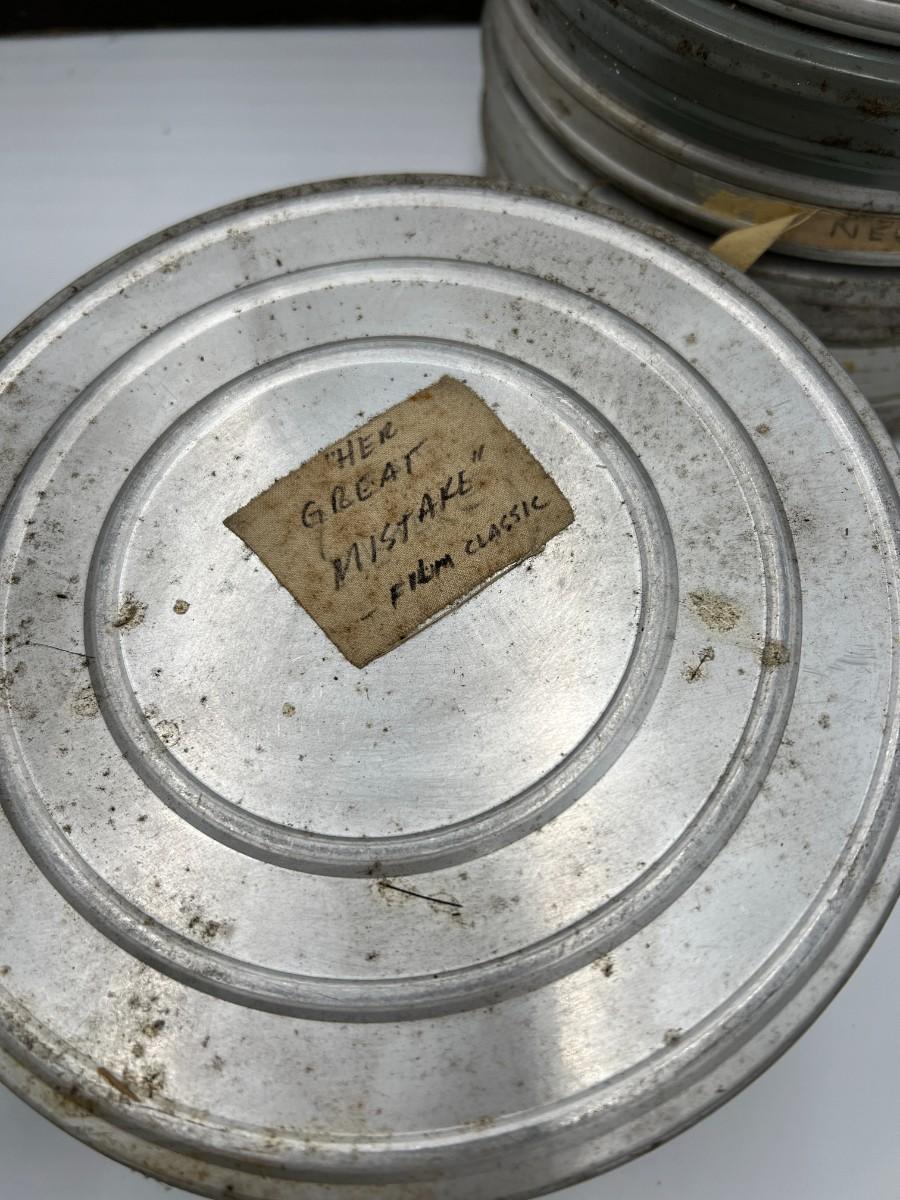 "HER
GREAT
MISTAKE"
- FILM CLASSIC